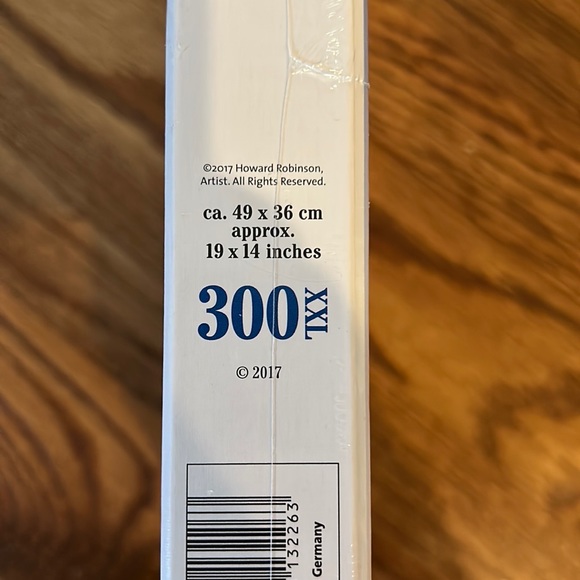 ©2017 Howard Robinson,
Artist. All Rights Reserved.
ca. 49 x 36 cm
approx.
19 x 14 inches
300 XXL
© 2017
132263
Germany